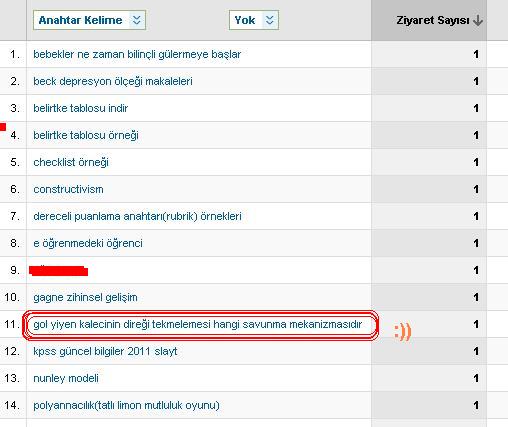 Anahtar Kelime Yok Ziyaret Sayısı
1. bebekler ne zaman bilinçli gülermeye başlar 1
2. beck depresyon ölçeği makaleleri 1
3. belirtke tablosu indir 1
4. belirtke tablosu örneği 1
5. checklist örneği 1
6. constructivism 1
7. dereceli puanlama anahtarı(rubrik) örnekleri 1
8. e öğrenmedeki öğrenci 1
9. 1
10. gagne zihinsel gelişim 1
11. gol yiyen kalecinin direği tekmelemesi hangi savunma mekanizmasıdır 1 :))
12. kpss güncel bilgiler 2011 slayt 1
13. nunley modeli 1
14. polyannacılık(tatlı limon mutluluk oyunu) 1